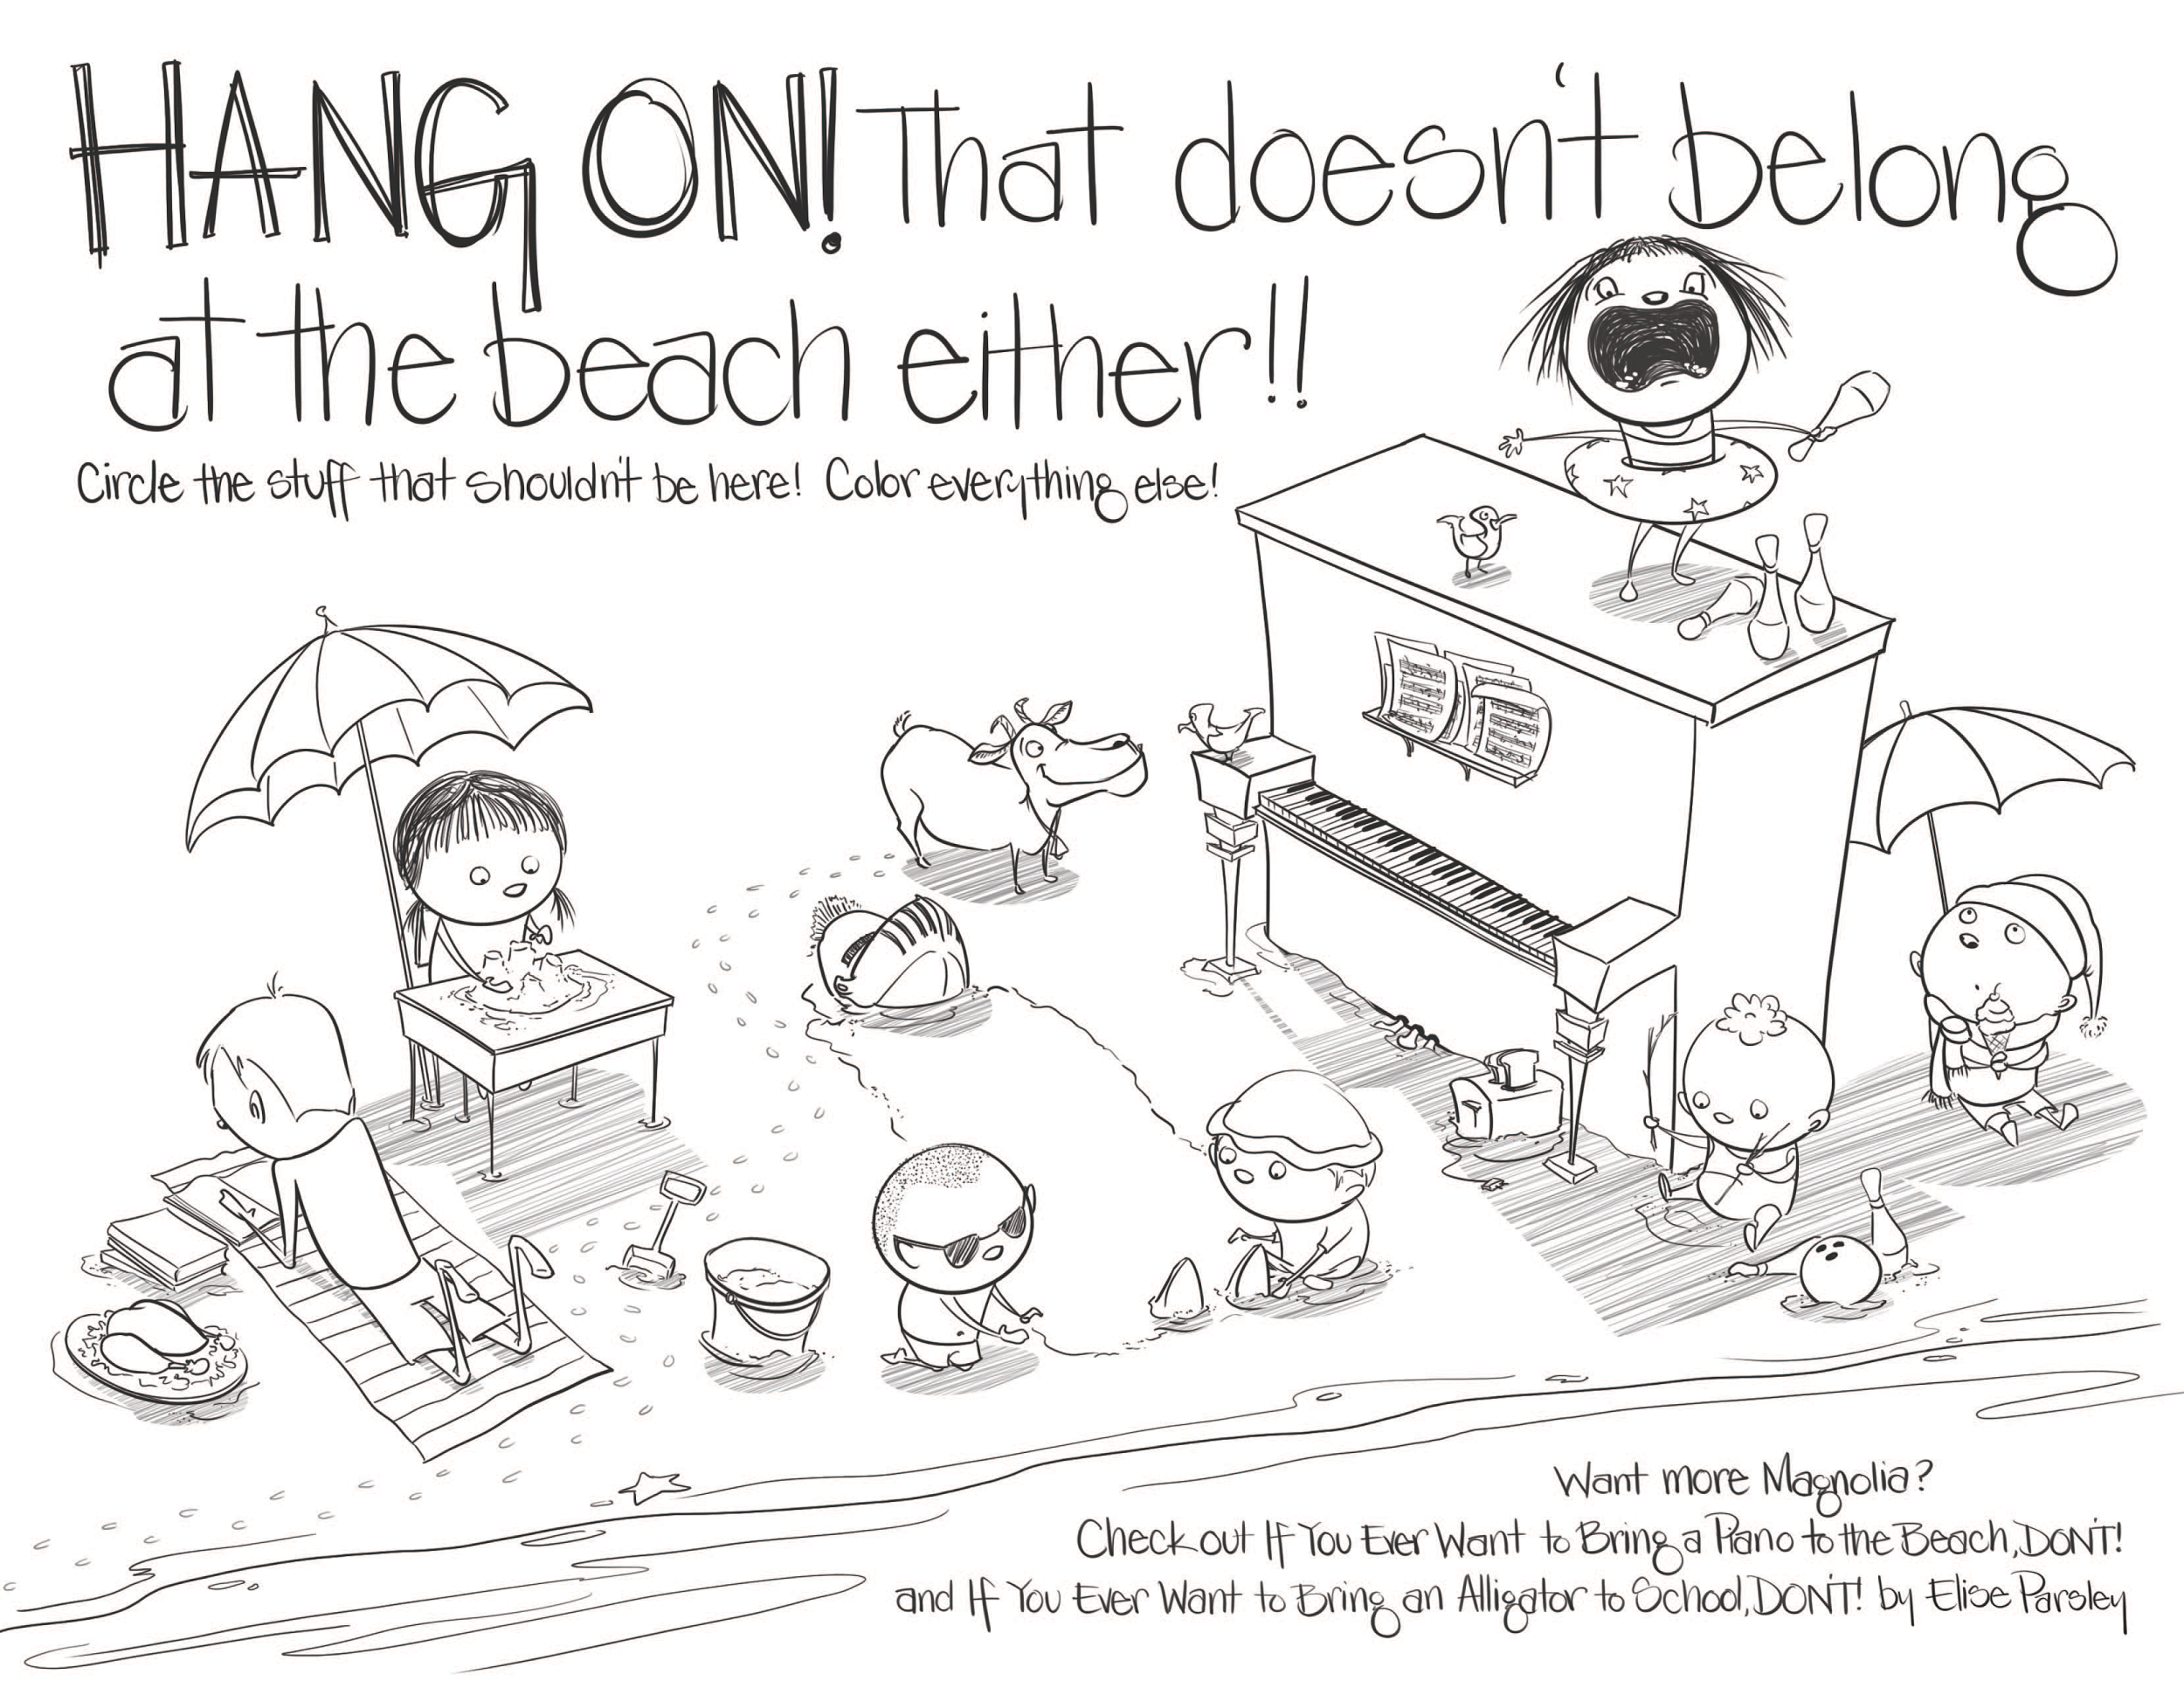 HANG ON! That doesn't belong
at the beach either!!
Circle the stuff that shouldn't be here! Color everything else!
Want more Magnolia?
Check out If You Ever Want to Bring a Piano to the Beach, DON'T!
and If You Ever Want to Bring an Alligator to School, DON'T! by Elise Parsley